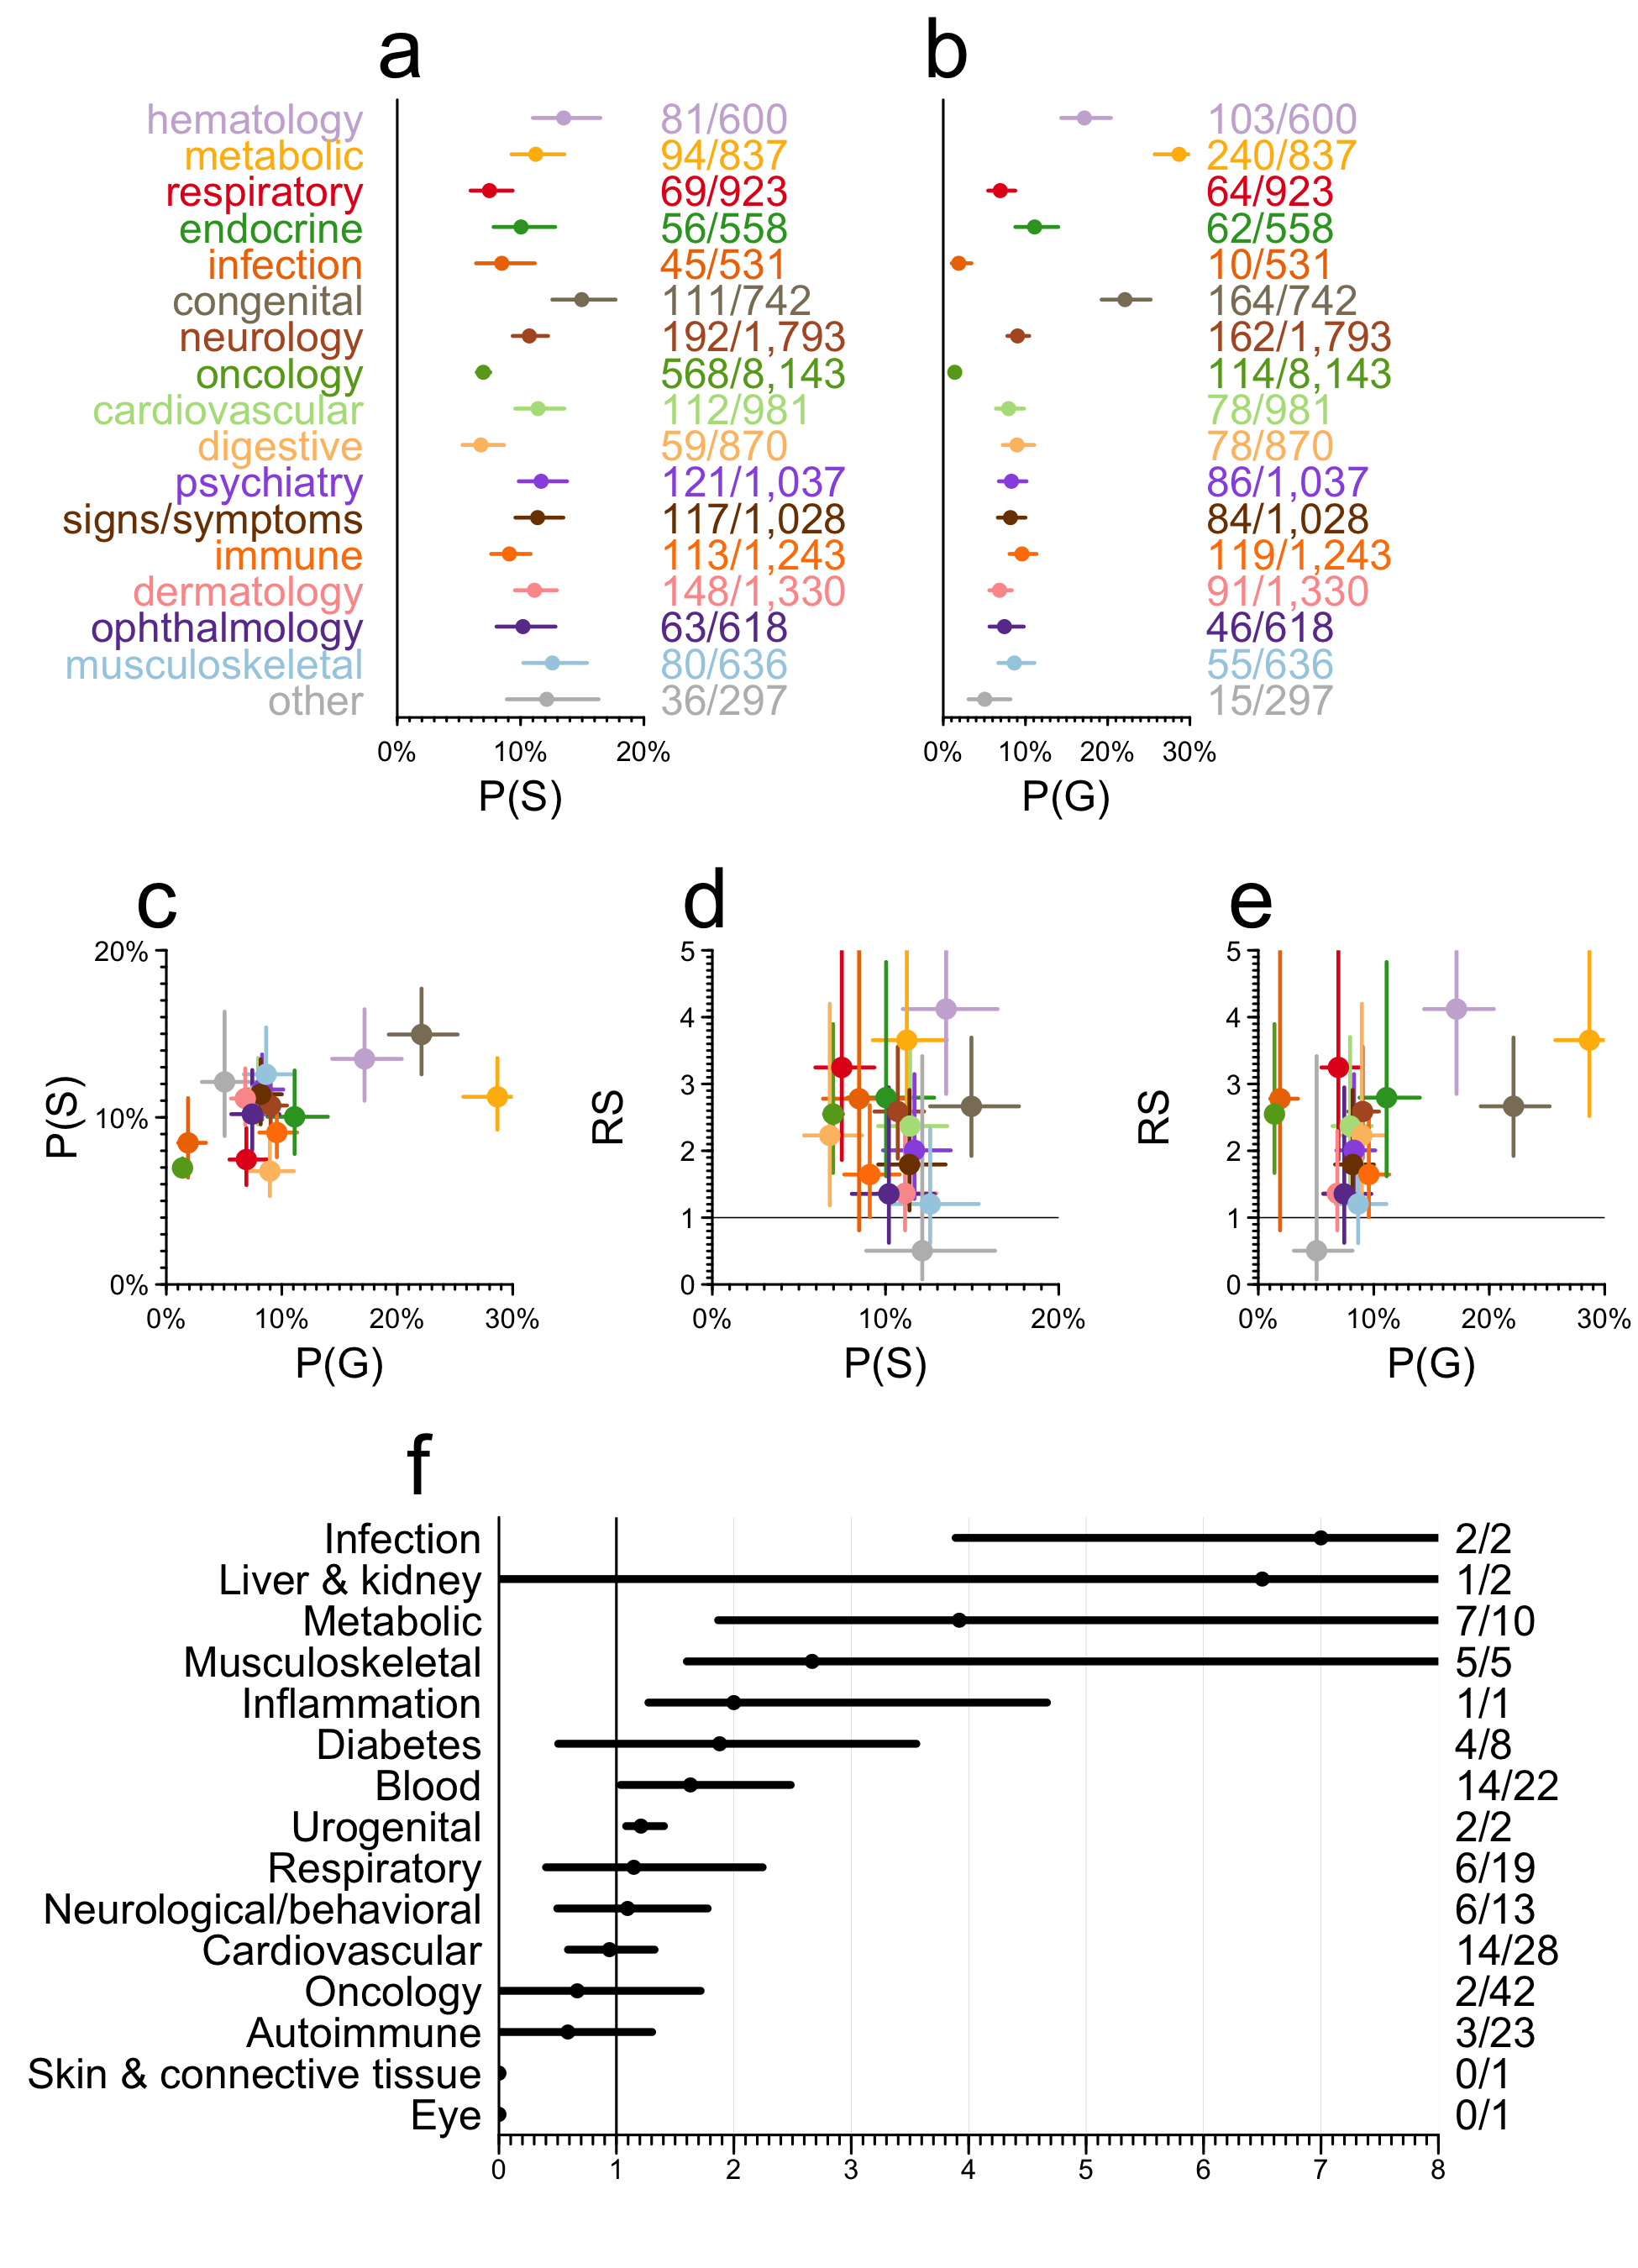 a b
hematology 81/600 103/600
metabolic 94/837 240/837
respiratory 69/923 64/923
endocrine 56/558 62/558
infection 45/531 10/531
congenital 111/742 164/742
neurology 192/1,793 162/1,793
oncology 568/8,143 114/8,143
cardiovascular 112/981 78/981
digestive 59/870 78/870
psychiatry 121/1,037 86/1,037
signs/symptoms 117/1,028 84/1,028
immune 113/1,243 119/1,243
dermatology 148/1,330 91/1,330
ophthalmology 63/618 46/618
musculoskeletal 80/636 55/636
other 36/297 15/297
0% 10% 20% 0% 10% 20% 30%
P(S) P(G)
c d e
20%
10%
0%
P(S)
0% 10% 20% 30%
P(G)
5
4
3
2
1
0
RS
0% 10% 20%
P(S)
5
4
3
2
1
0
RS
0% 10% 20% 30%
P(G)
f
Infection 2/2
Liver & kidney 1/2
Metabolic 7/10
Musculoskeletal 5/5
Inflammation 1/1
Diabetes 4/8
Blood 14/22
Urogenital 2/2
Respiratory 6/19
Neurological/behavioral 6/13
Cardiovascular 14/28
Oncology 2/42
Autoimmune 3/23
Skin & connective tissue 0/1
Eye 0/1
0 1 2 3 4 5 6 7 8